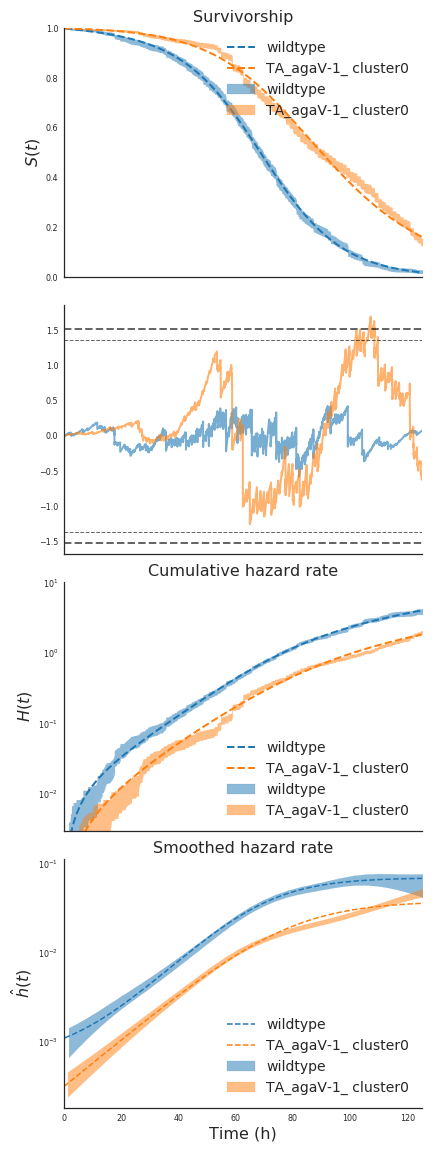 Survivorship
1.0
wildtype
TA_agaV-1_ cluster0
wildtype
TA_agaV-1_ cluster0
0.8
0.6
S(t)
0.4
0.2
0.0
1.5
1.0
0.5
0.0
−0.5
−1.0
−1.5
Cumulative hazard rate
10¹
10⁰
H(t)
10⁻¹
wildtype
TA_agaV-1_ cluster0
wildtype
TA_agaV-1_ cluster0
10⁻²
Smoothed hazard rate
10⁻¹
10⁻²
ĥ(t)
10⁻³
wildtype
TA_agaV-1_ cluster0
wildtype
TA_agaV-1_ cluster0
0 20 40 60 80 100 120
Time (h)